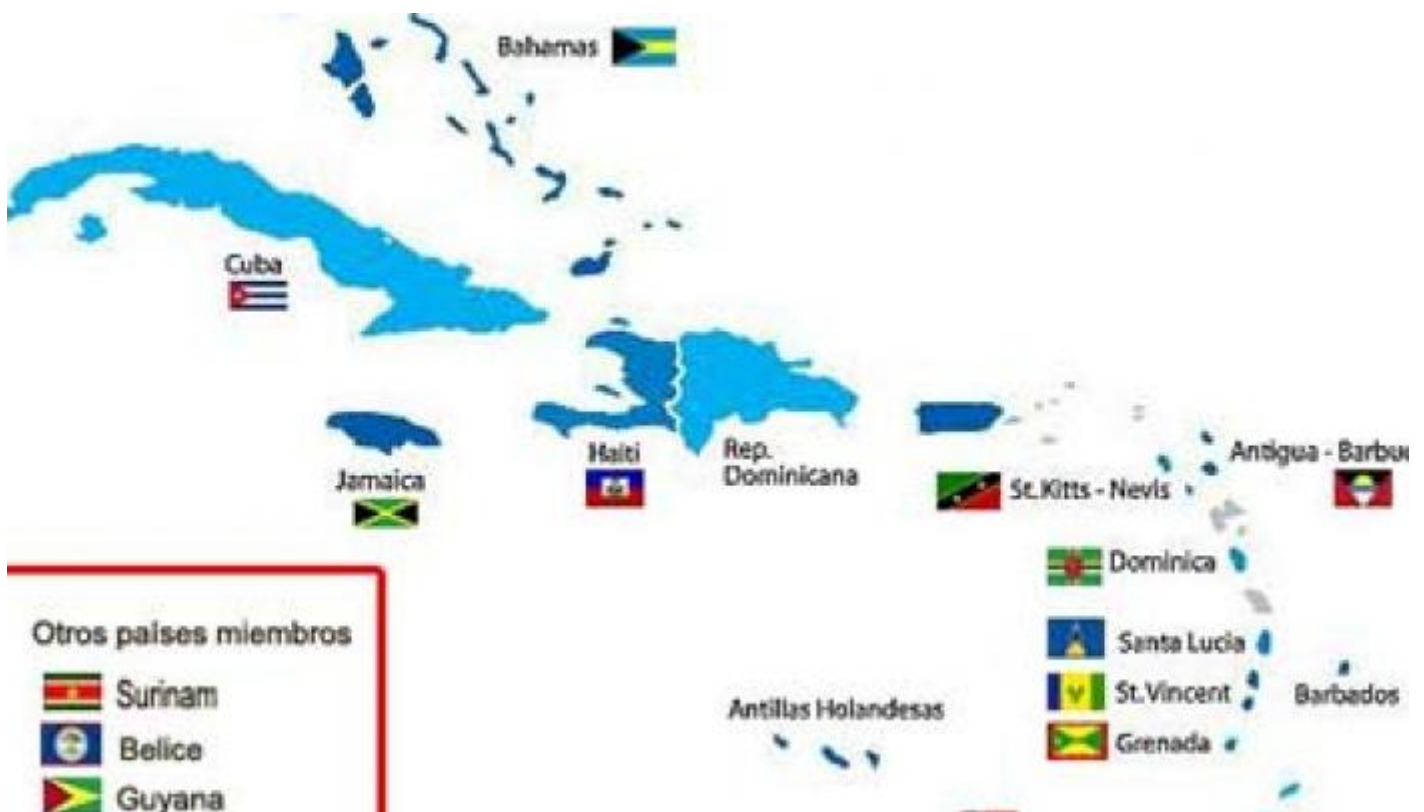 Bahamas
Cuba
Jamaica
Haiti
Rep.
Dominicana
St.Kitts - Nevis
Antigua - Barbu
Dominica
Santa Lucia
St.Vincent
Grenada
Barbados
Antillas Holandesas
Otros países miembros
Surinam
Belice
Guyana